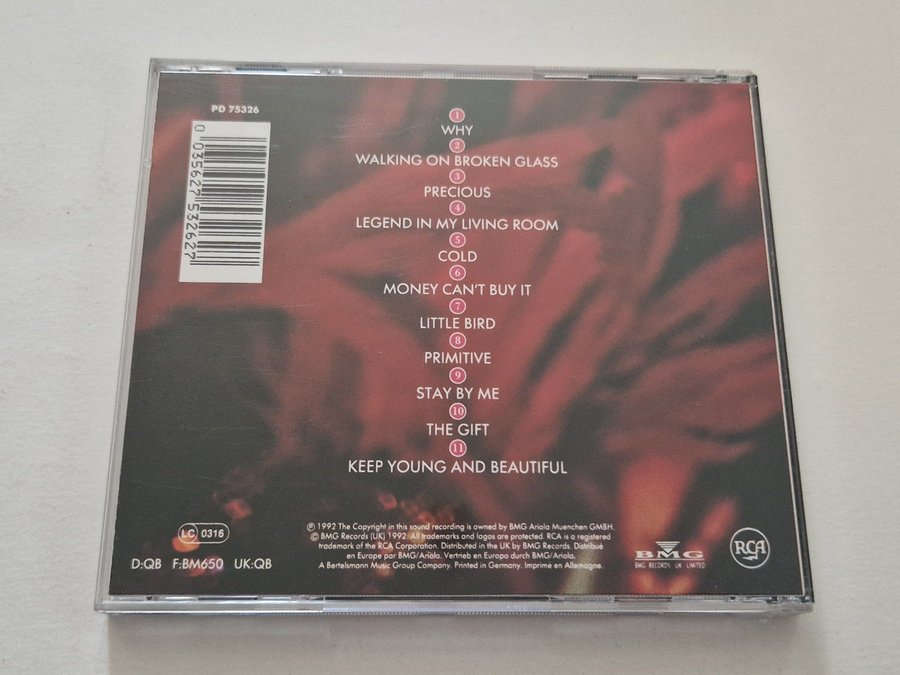 PD 75326
0 035627 532627
1
WHY
2
WALKING ON BROKEN GLASS
3
PRECIOUS
4
LEGEND IN MY LIVING ROOM
5
COLD
6
MONEY CAN'T BUY IT
7
LITTLE BIRD
8
PRIMITIVE
9
STAY BY ME
10
THE GIFT
11
KEEP YOUNG AND BEAUTIFUL
LC 0316
D:QB F:BM650 UK:QB
℗ 1992 The Copyright in this sound recording is owned by BMG Ariola Muenchen GMBH.
© BMG Records (UK) 1992. All trademarks and logos are protected. RCA is a registered
trademark of the RCA Corporation. Distributed in the UK by BMG Records. Distribué
en Europe par BMG/Ariola. Vertrieb en Europa durch BMG/Ariola.
A Bertelsmann Music Group Company. Printed in Germany. Imprimé en Allemagne.
BMG
BMG RECORDS UK LIMITED
RCA